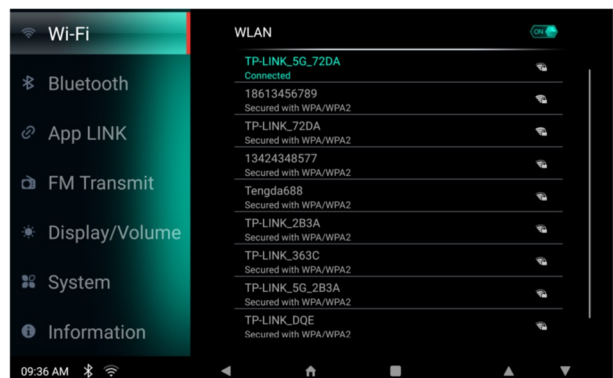 Wi-Fi
Bluetooth
App LINK
FM Transmit
Display/Volume
System
Information
WLAN
ON
TP-LINK_5G_72DA
Connected
18613456789
Secured with WPA/WPA2
TP-LINK_72DA
Secured with WPA/WPA2
13424348577
Secured with WPA/WPA2
Tengda688
Secured with WPA/WPA2
TP-LINK_2B3A
Secured with WPA/WPA2
TP-LINK_363C
Secured with WPA/WPA2
TP-LINK_5G_2B3A
Secured with WPA/WPA2
TP-LINK_DQE
Secured with WPA/WPA2
09:36 AM